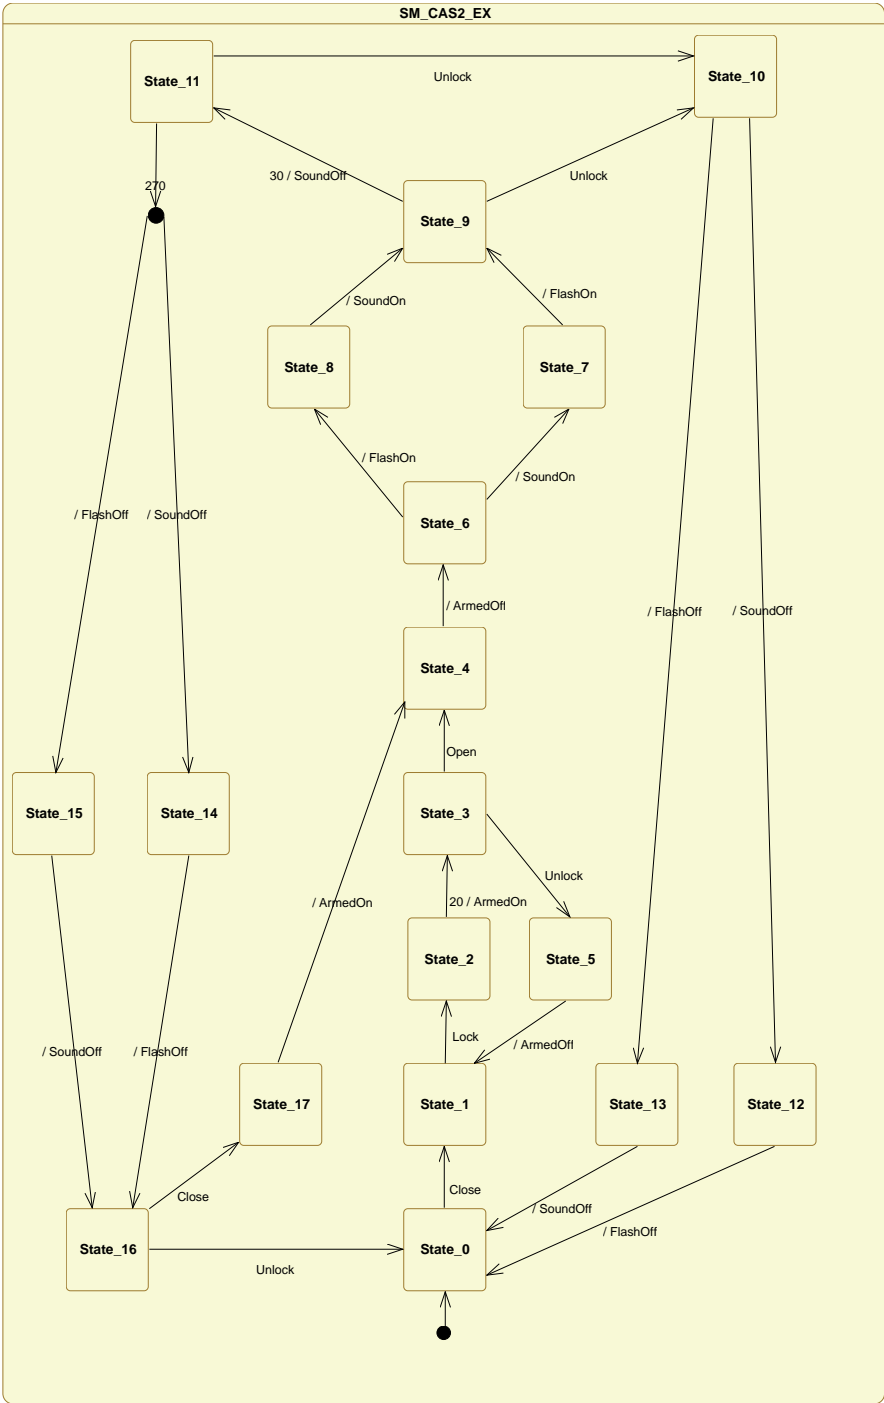 SM_CAS2_EX
State_11
State_10
Unlock
30 / SoundOff
Unlock
270
State_9
/ SoundOn
/ FlashOn
State_8
State_7
/ FlashOn
/ SoundOn
/ FlashOff
/ SoundOff
State_6
/ ArmedOff
/ FlashOff
/ SoundOff
State_4
Open
State_15
State_14
State_3
Unlock
/ ArmedOn
20 / ArmedOn
State_2
State_5
Lock
/ ArmedOff
/ SoundOff
/ FlashOff
State_17
State_1
State_13
State_12
Close
Close
/ SoundOff
/ FlashOff
State_16
State_0
Unlock